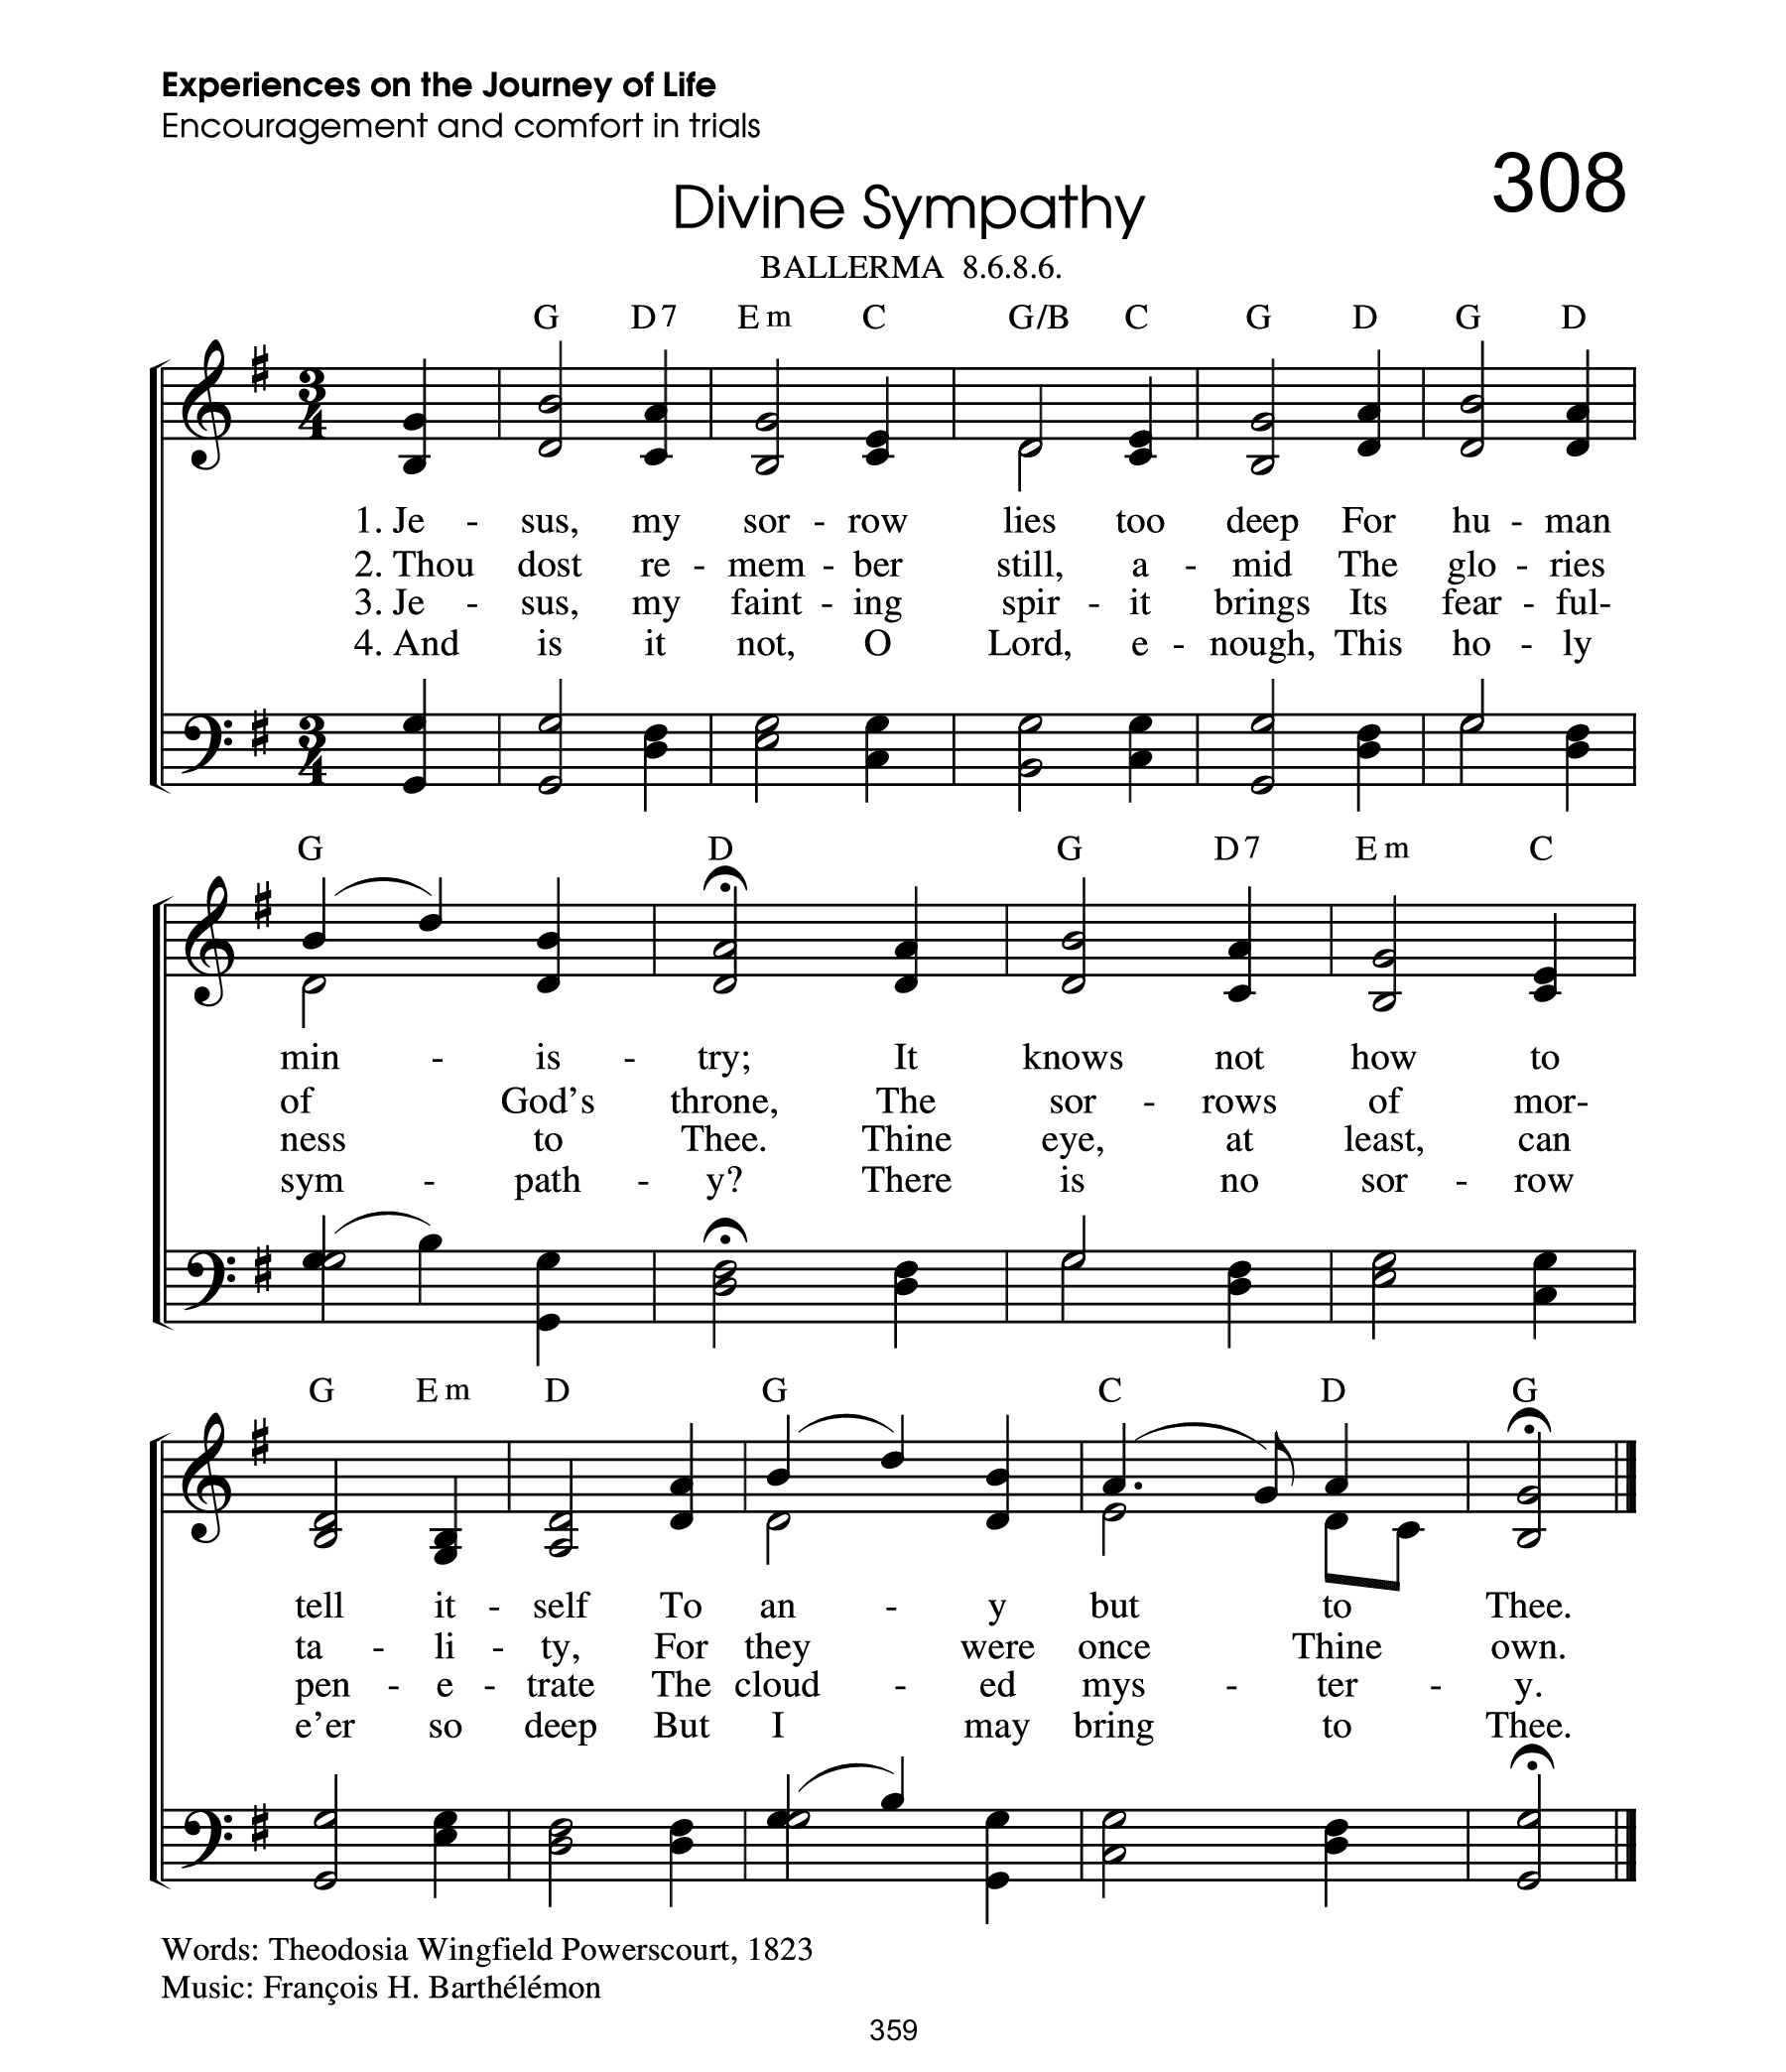 Experiences on the Journey of Life
Encouragement and comfort in trials
308
Divine Sympathy
BALLERMA 8.6.8.6.
G D7 Em C G/B C G D G D
3 4
1. Je - sus, my sor - row lies too deep For hu - man
2. Thou dost re - mem - ber still, a - mid The glo - ries
3. Je - sus, my faint - ing spir - it brings Its fear - ful-
4. And is it not, O Lord, e - nough, This ho - ly
3 4
G D G D7 Em C
min - is - try; It knows not how to
of God's throne, The sor - rows of mor-
ness to Thee. Thine eye, at least, can
sym - path - y? There is no sor - row
G Em D G C D G
tell it - self To an - y but to Thee.
ta - li - ty, For they were once Thine own.
pen - e - trate The cloud - ed mys - ter - y.
e'er so deep But I may bring to Thee.
Words: Theodosia Wingfield Powerscourt, 1823
Music: François H. Barthélémon
359